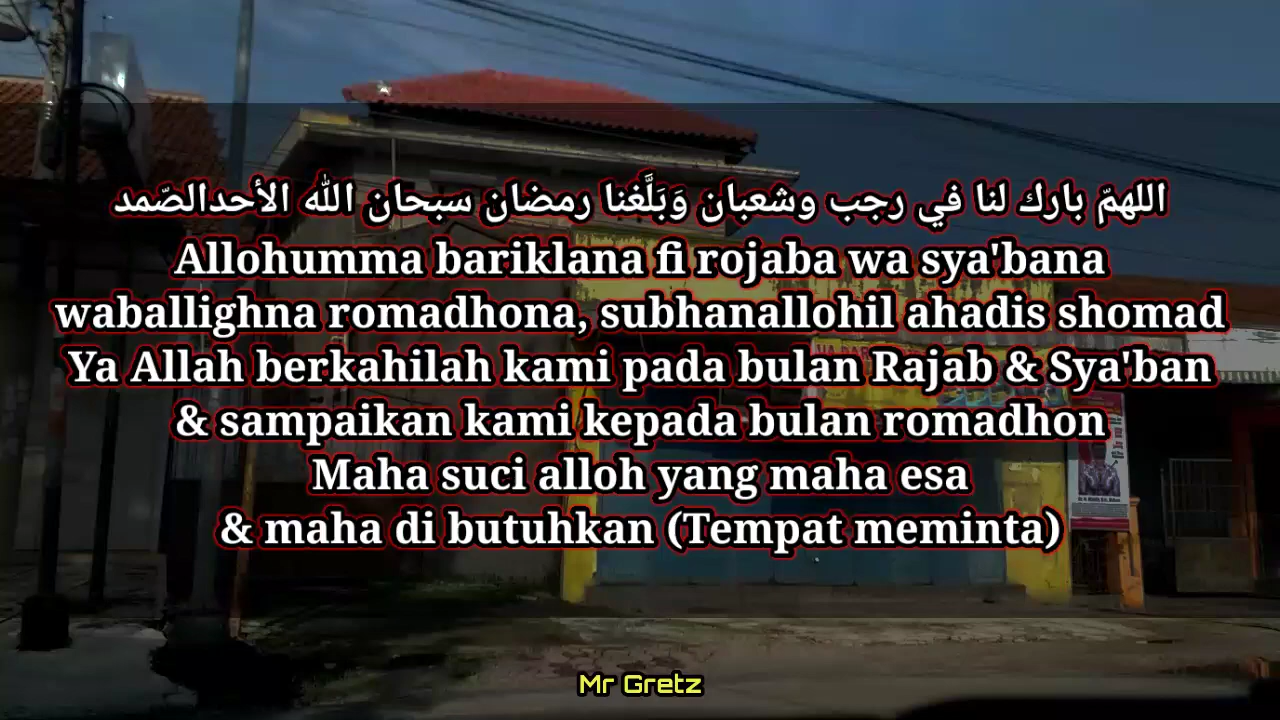 اللهمّ بارك لنا في رجب وشعبان وَبَلَّغنا رمضان سبحان الله الأحدالصّمد
Allohumma bariklana fi rojaba wa sya'bana
waballighna romadhona, subhanallohil ahadis shomad
Ya Allah berkahilah kami pada bulan Rajab & Sya'ban
& sampaikan kami kepada bulan romadhon
Maha suci alloh yang maha esa
& maha di butuhkan (Tempat meminta)
Mr Gretz